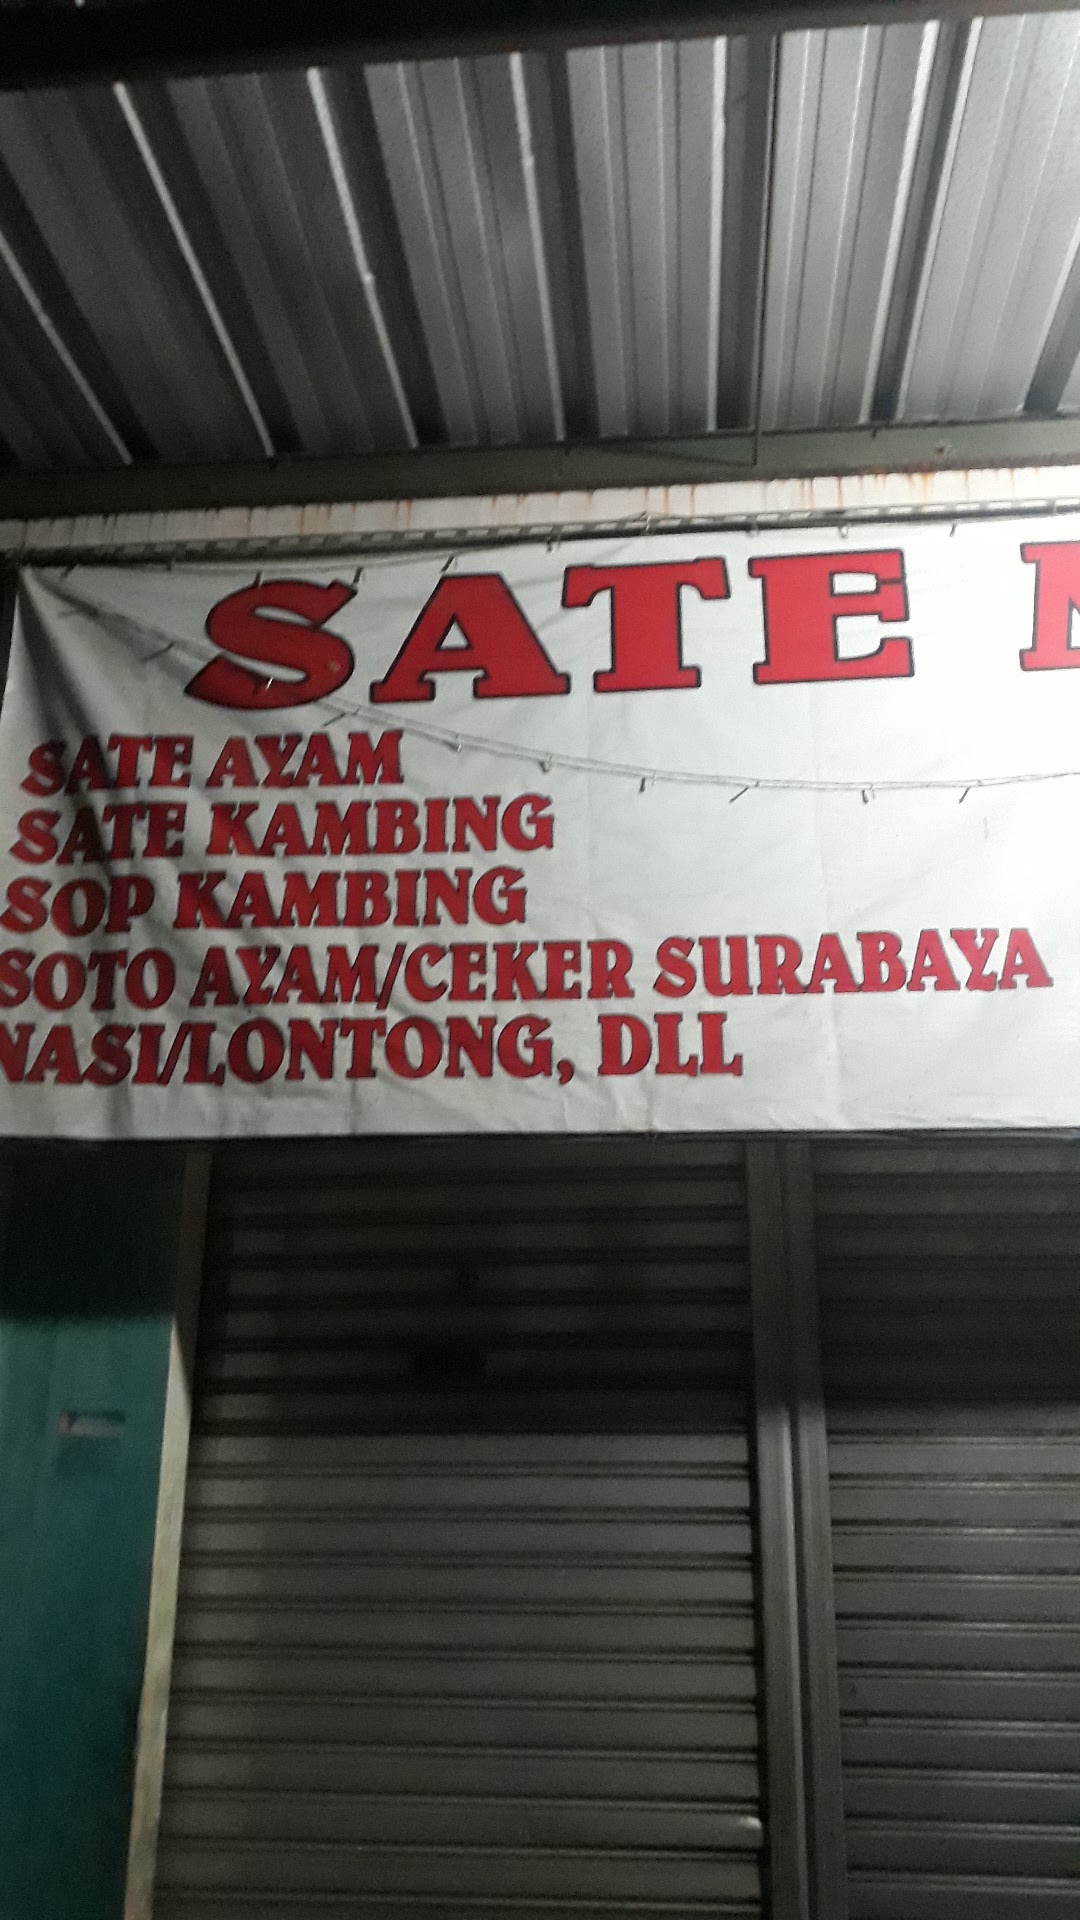 SATE
SATE AYAM
SATE KAMBING
SOP KAMBING
SOTO AYAM/CEKER SURABAYA
NASI/LONTONG, DLL